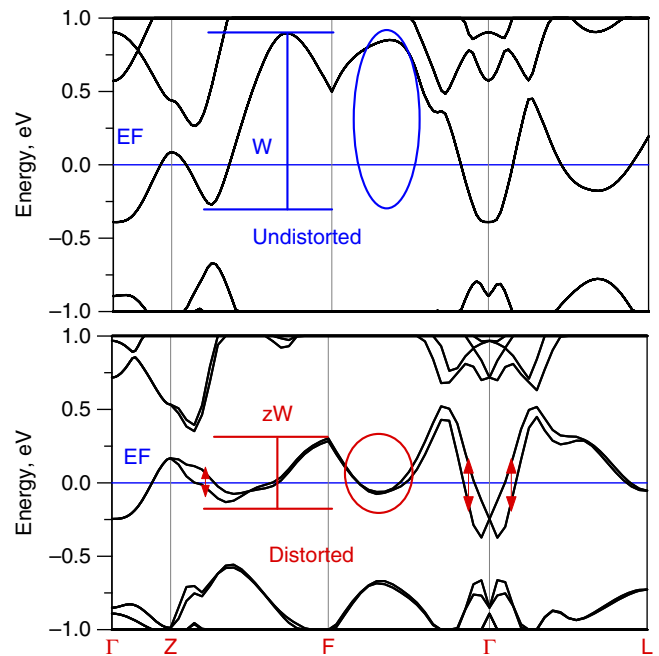 1.0
0.5
EF
W
0.0
Undistorted
−0.5
−1.0
Energy, eV
1.0
zW
0.5
EF
0.0
Distorted
−0.5
−1.0
Energy, eV
Γ Z F Γ L